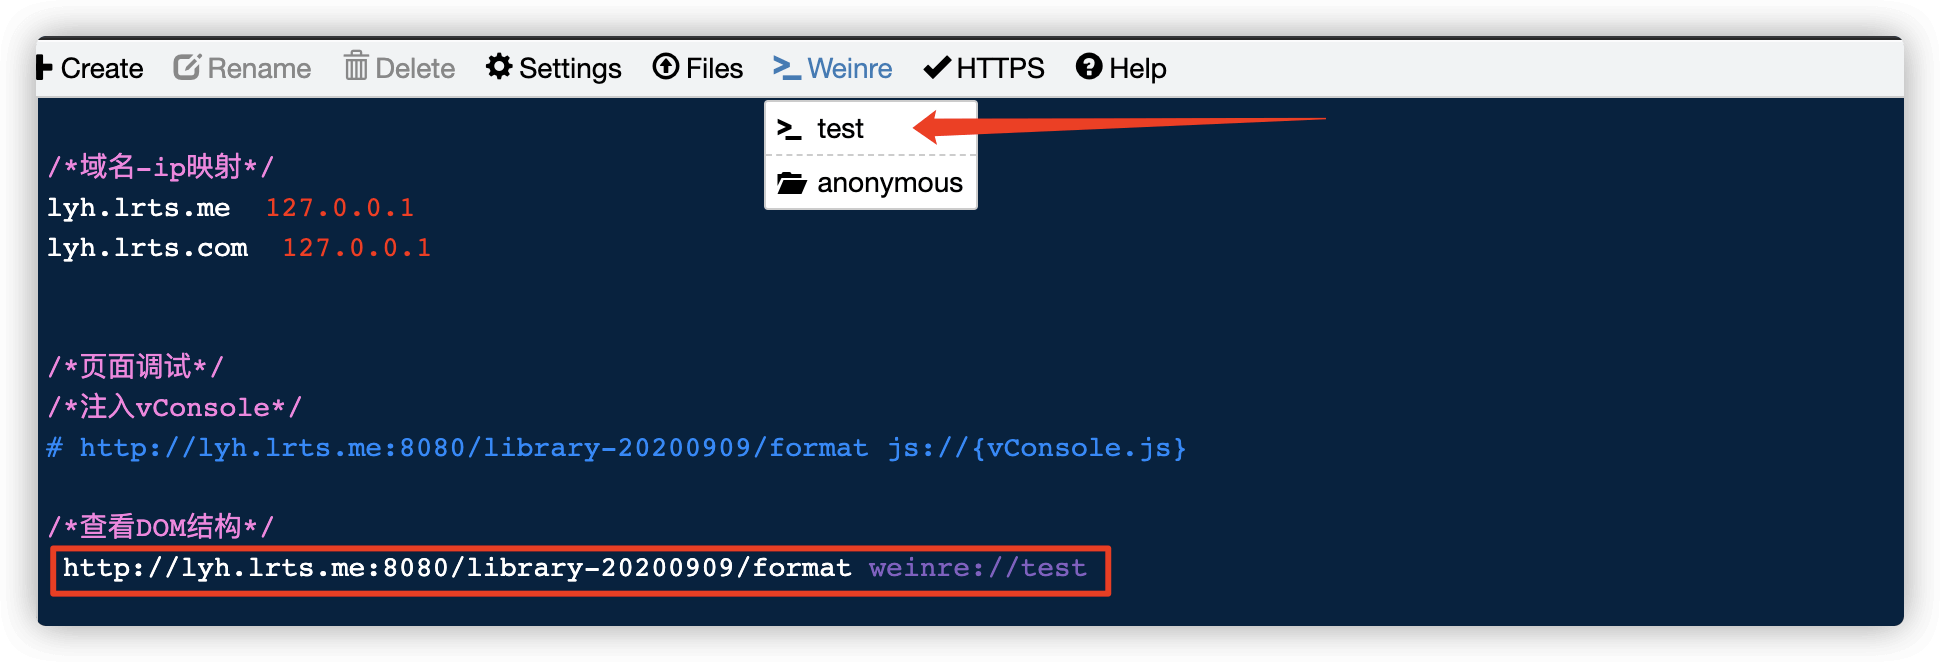 Create Rename Delete Settings Files Weinre HTTPS Help
test
anonymous
/*域名-ip映射*/
lyh.lrts.me 127.0.0.1
lyh.lrts.com 127.0.0.1
/*页面调试*/
/*注入vConsole*/
# http://lyh.lrts.me:8080/library-20200909/format js://{vConsole.js}
/*查看DOM结构*/
http://lyh.lrts.me:8080/library-20200909/format weinre://test